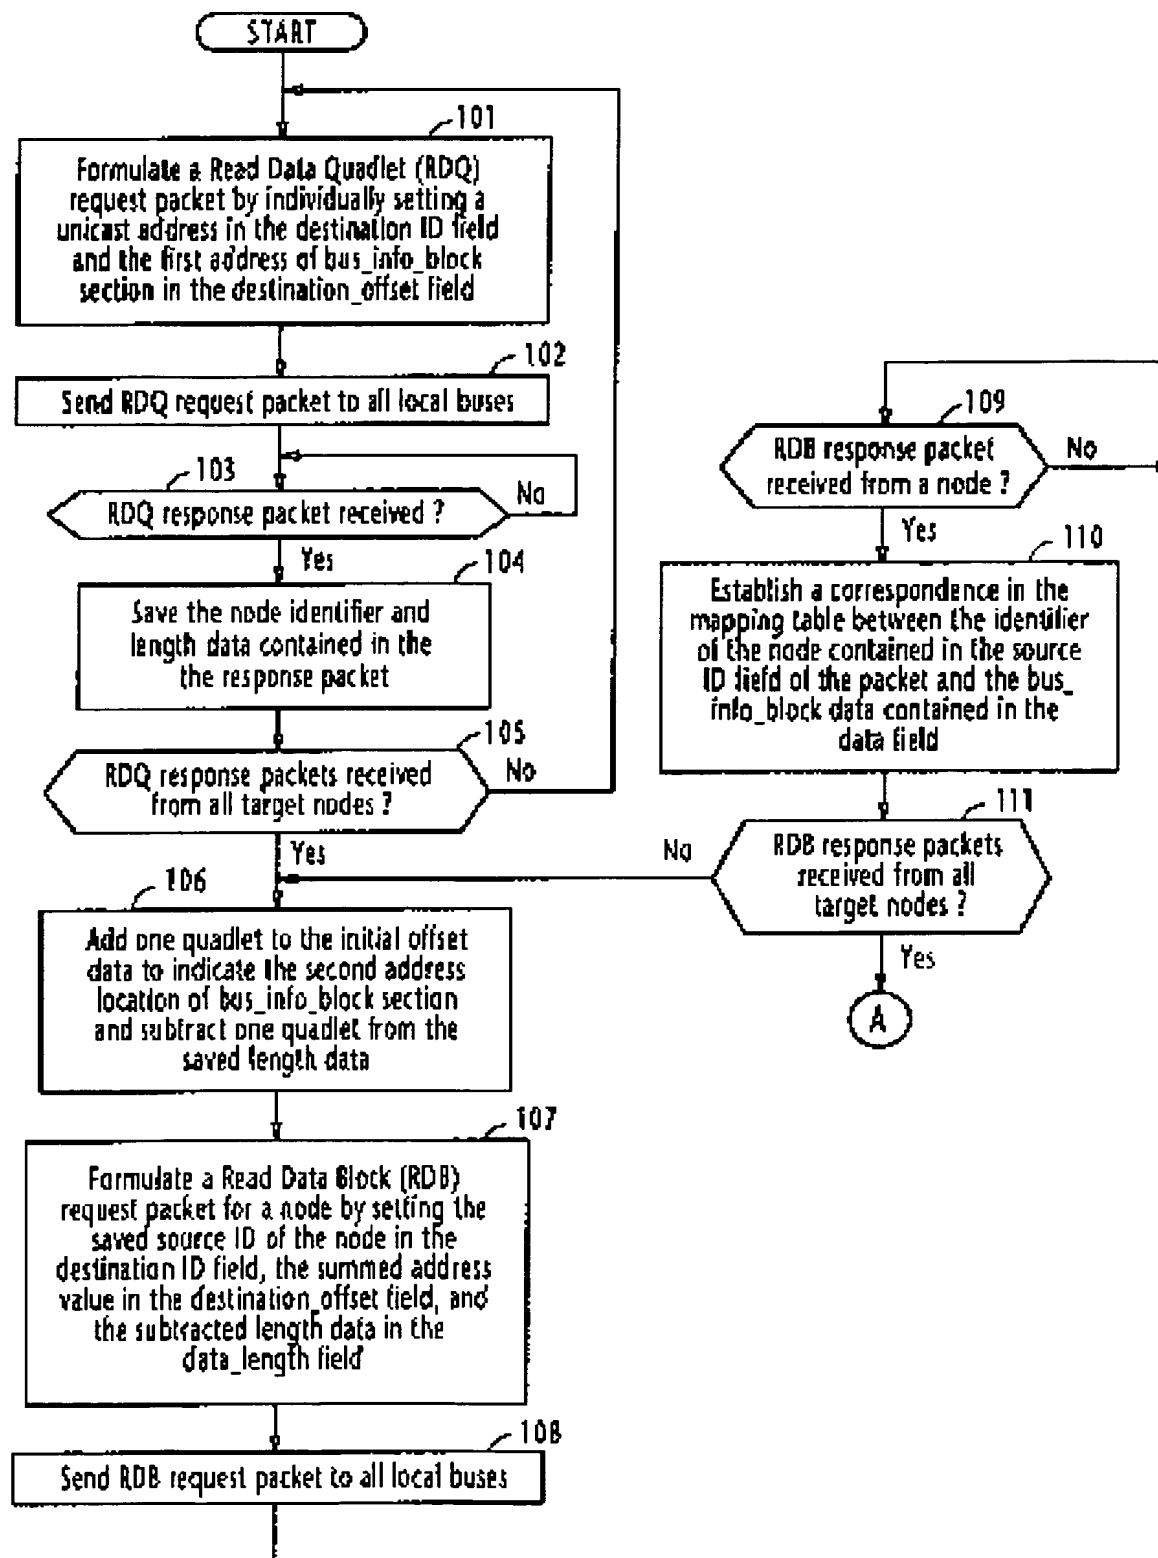 START
101
Formulate a Read Data Quadlet (RDQ)
request packet by individually setting a
unicast address in the destination ID field
and the first address of bus_info_block
section in the destination_offset field
102
Send RDQ request packet to all local buses
103
RDQ response packet received ?
No
Yes
104
Save the node identifier and
length data contained in the
the response packet
105
RDQ response packets received
from all target nodes ?
No
Yes
106
Add one quadlet to the initial offset
data to indicate the second address
location of bus_info_block section
and subtract one quadlet from the
saved length data
107
Formulate a Read Data Block (RDB)
request packet for a node by setting the
saved source ID of the node in the
destination ID field, the summed address
value in the destination_offset field, and
the subtracted length data in the
data_length field
108
Send RDB request packet to all local buses
109
RDB response packet
received from a node ?
No
Yes
110
Establish a correspondence in the
mapping table between the identifier
of the node contained in the source
ID field of the packet and the bus_
info_block data contained in the
data field
111
RDB response packets
received from all
target nodes ?
No
Yes
A